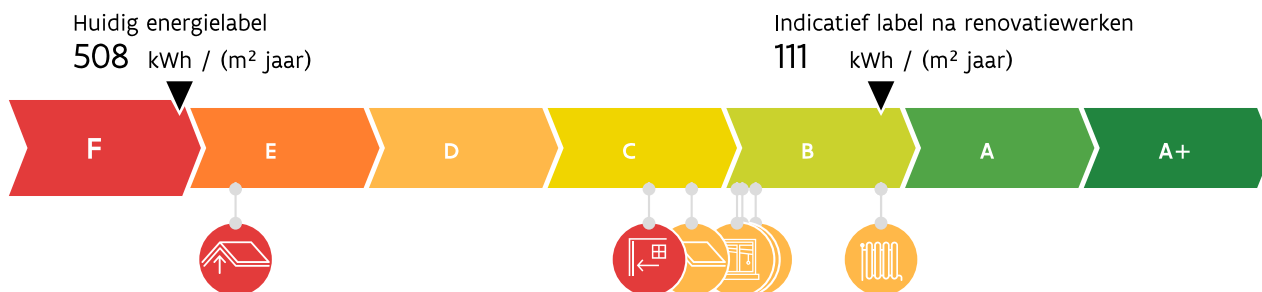 Huidig energielabel
508 kWh / (m² jaar)
Indicatief label na renovatiewerken
111 kWh / (m² jaar)
F E D C B A A+